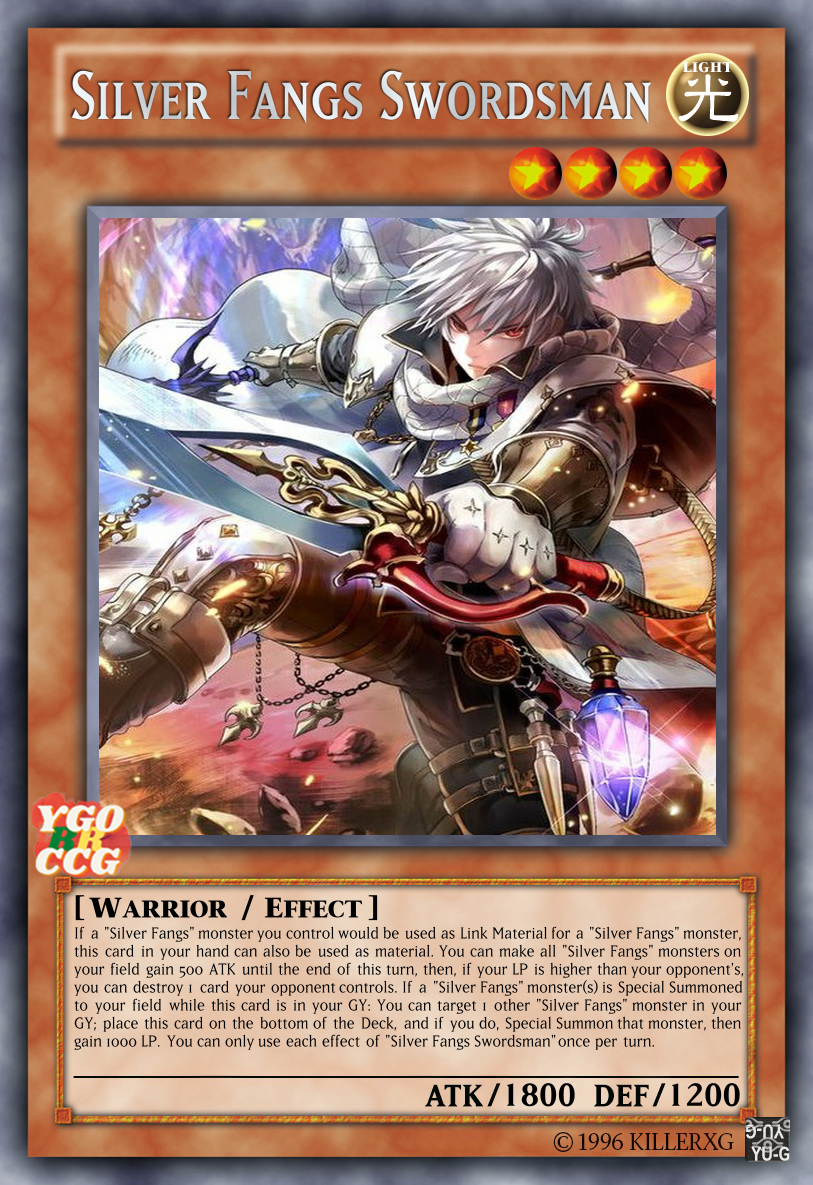 SILVER FANGS SWORDSMAN
LIGHT
光
YGO
RR
CCG
[ WARRIOR / EFFECT ]
If a "Silver Fangs" monster you control would be used as Link Material for a "Silver Fangs" monster,
this card in your hand can also be used as material. You can make all "Silver Fangs" monsters on
your field gain 500 ATK until the end of this turn, then, if your LP is higher than your opponent's,
you can destroy 1 card your opponent controls. If a "Silver Fangs" monster(s) is Special Summoned
to your field while this card is in your GY: You can target 1 other "Silver Fangs" monster in your
GY; place this card on the bottom of the Deck, and if you do, Special Summon that monster, then
gain 1000 LP. You can only use each effect of "Silver Fangs Swordsman" once per turn.
ATK/1800 DEF/1200
© 1996 KILLERXG
YU-G